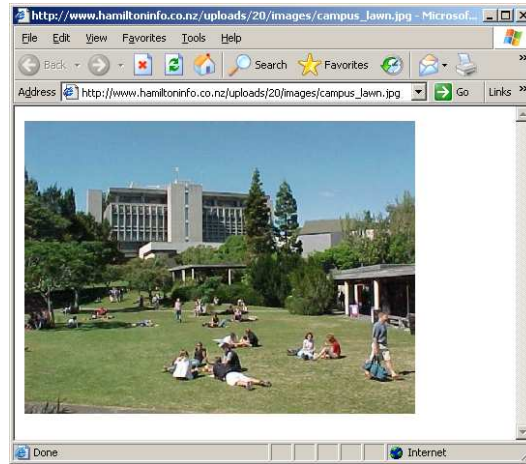 http://www.hamiltoninfo.co.nz/uploads/20/images/campus_lawn.jpg - Microsof...
File Edit View Favorites Tools Help
Back Search Favorites »
Address http://www.hamiltoninfo.co.nz/uploads/20/images/campus_lawn.jpg Go Links »
Done Internet